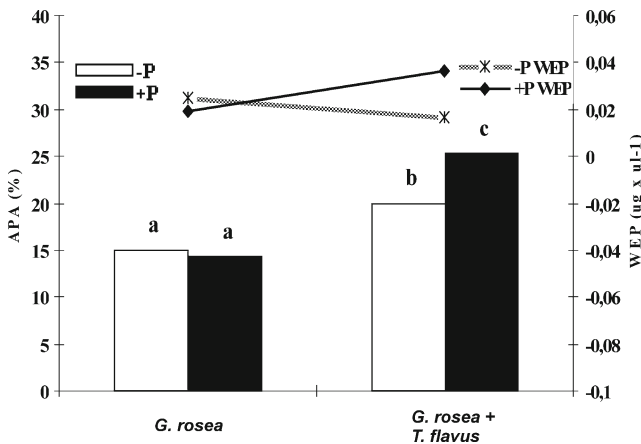 40
35
30
25
20
15
10
5
0
APA (%)
-P
+P
-P WEP
+P WEP
a
a
b
c
0,06
0,04
0,02
0
-0,02
-0,04
-0,06
-0,08
-0,1
WEP (ug x ul-1)
G. rosea
G. rosea +
T. flavus